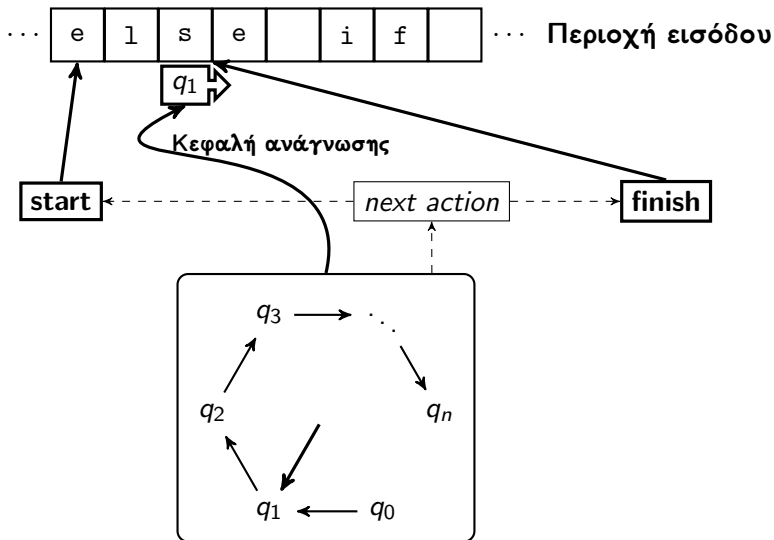 ··· e l s e i f ··· Περιοχή εισόδου
q1
Κεφαλή ανάγνωσης
start next action finish
q3 ⋱
q2 qn
q1 q0